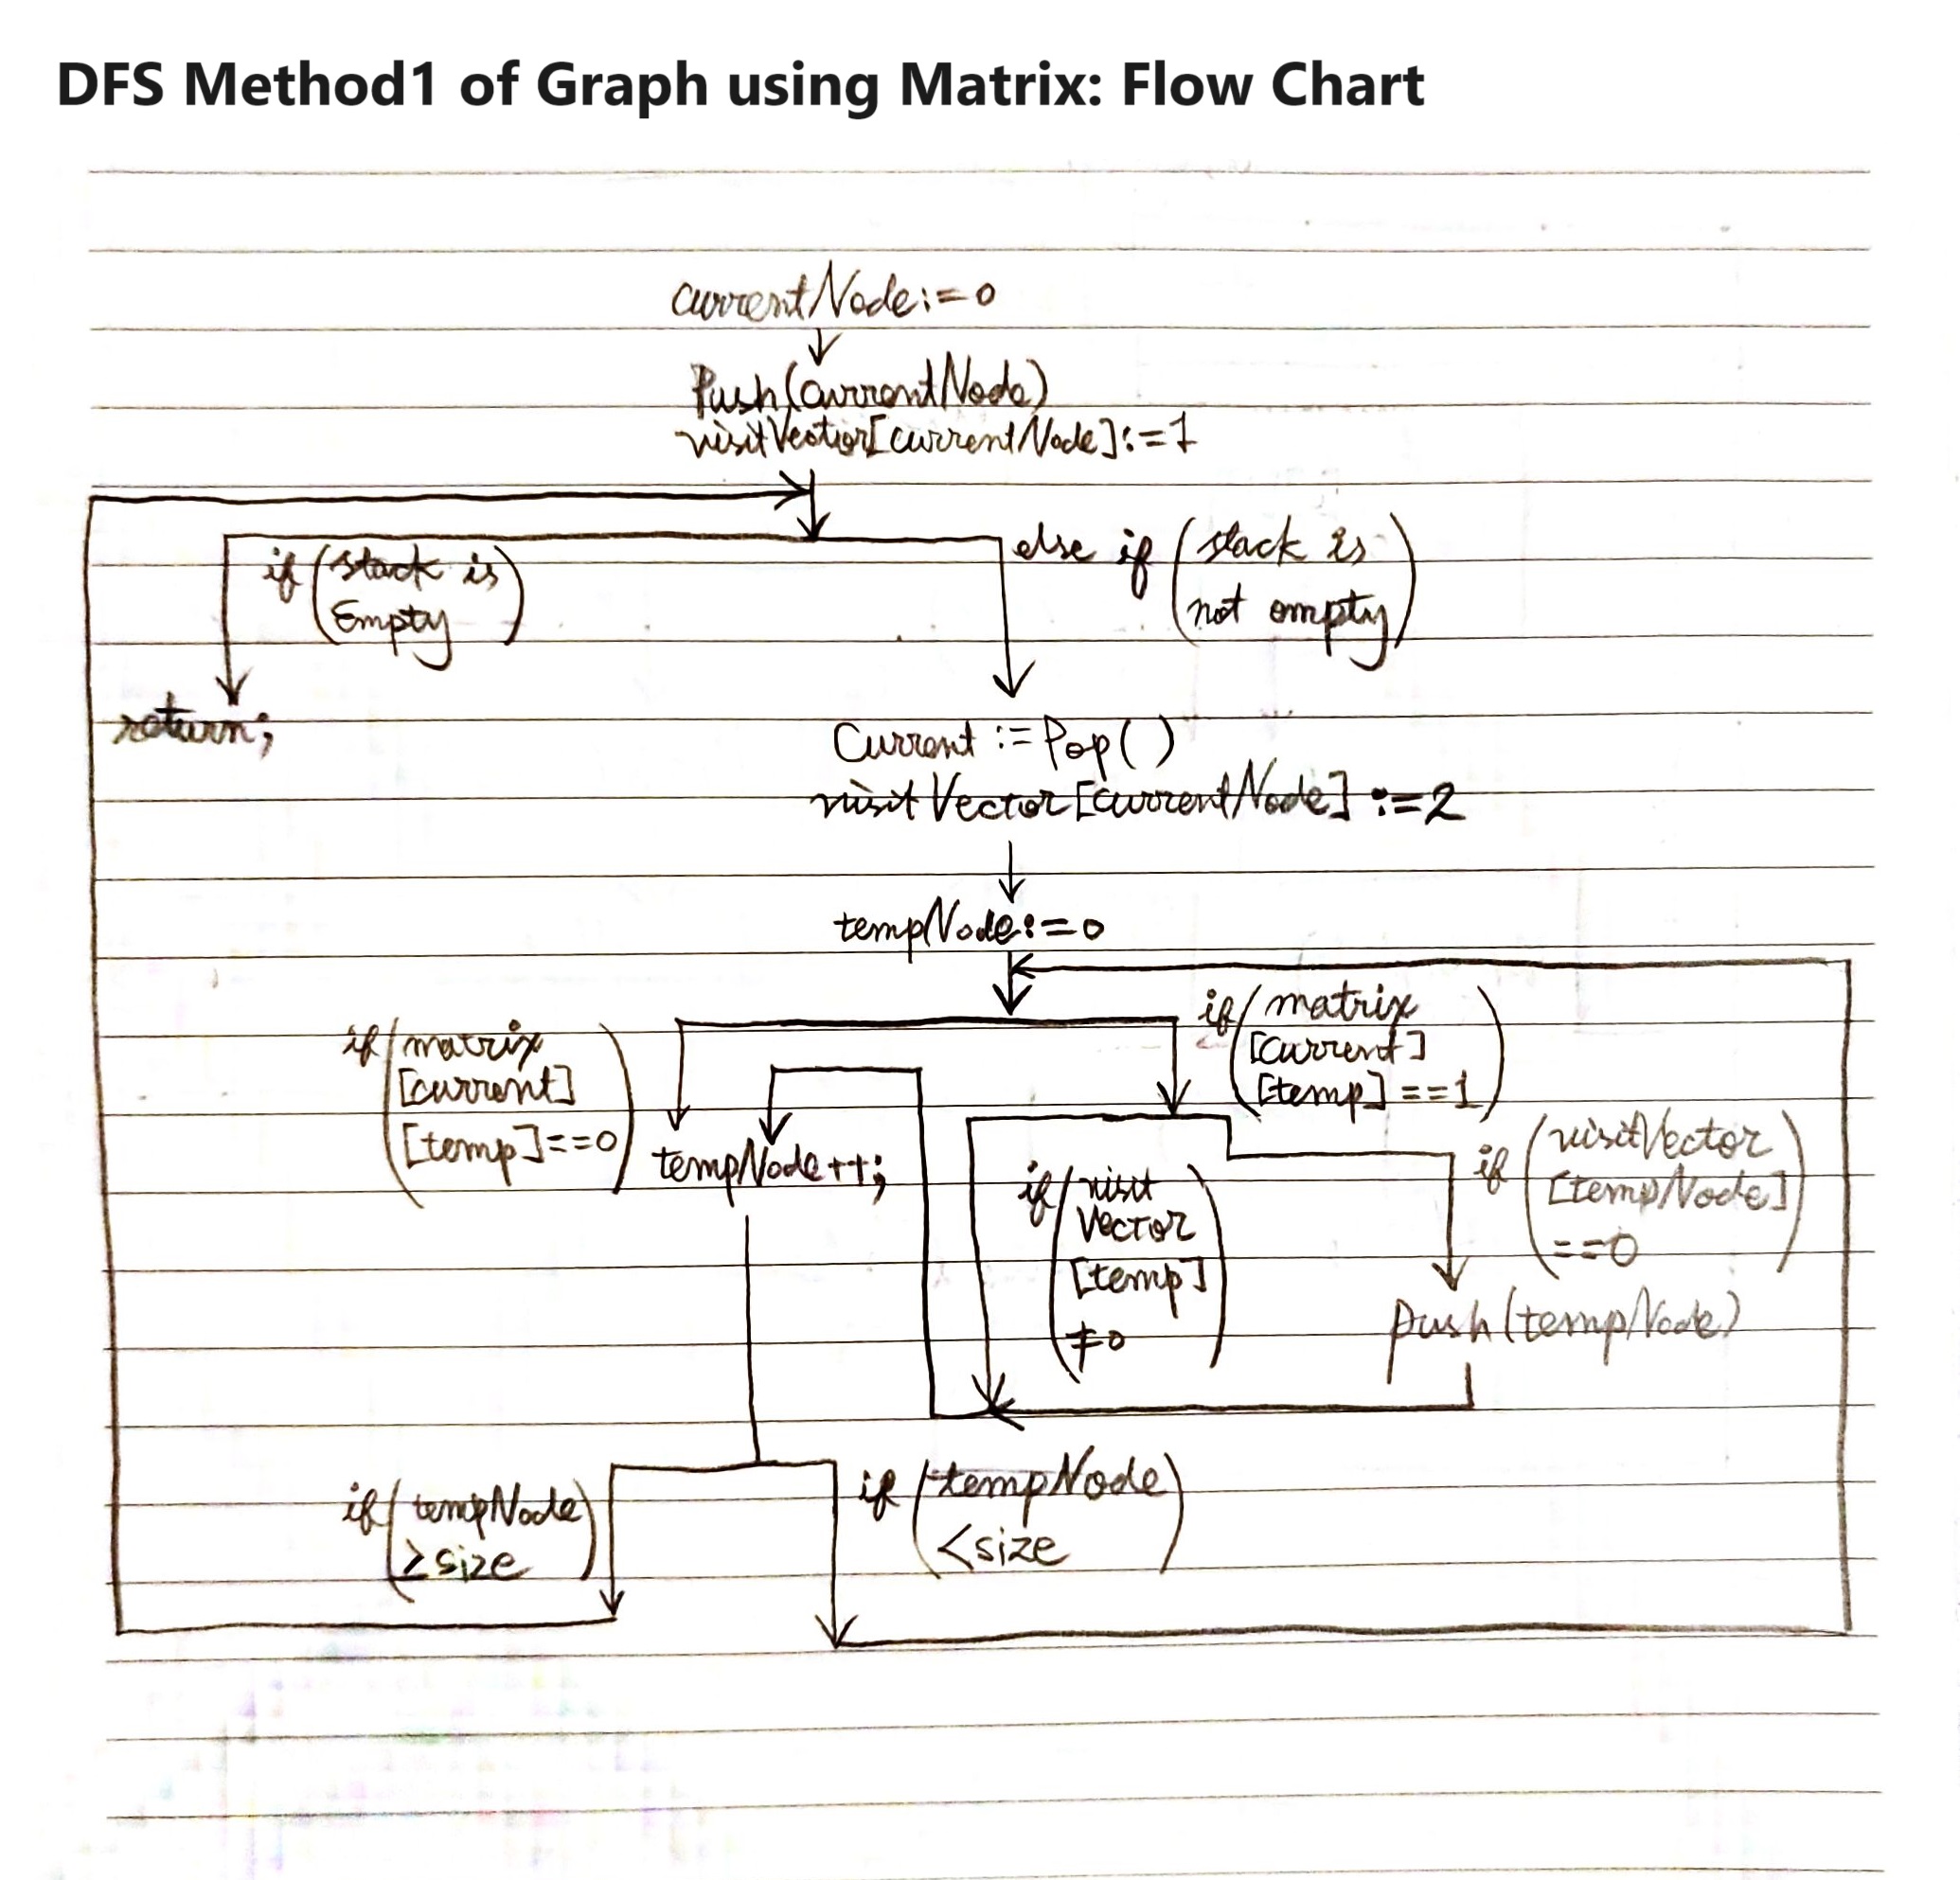 DFS Method1 of Graph using Matrix: Flow Chart
currentNode:=0
Push(currentNode)
visitVector[currentNode]:=1
if (stack is
Empty)
else if (stack is
not empty)
return;
Current := Pop( )
visitVector[currentNode] :=2
tempNode:=0
if (matrix
[current]
[temp]==0)
if (matrix
[current]
[temp]==1)
tempNode++;
if (visit
Vector
[temp]
≠0)
if (visitVector
[tempNode]
==0)
push(tempNode)
if (tempNode
≥size)
if (tempNode
<size)